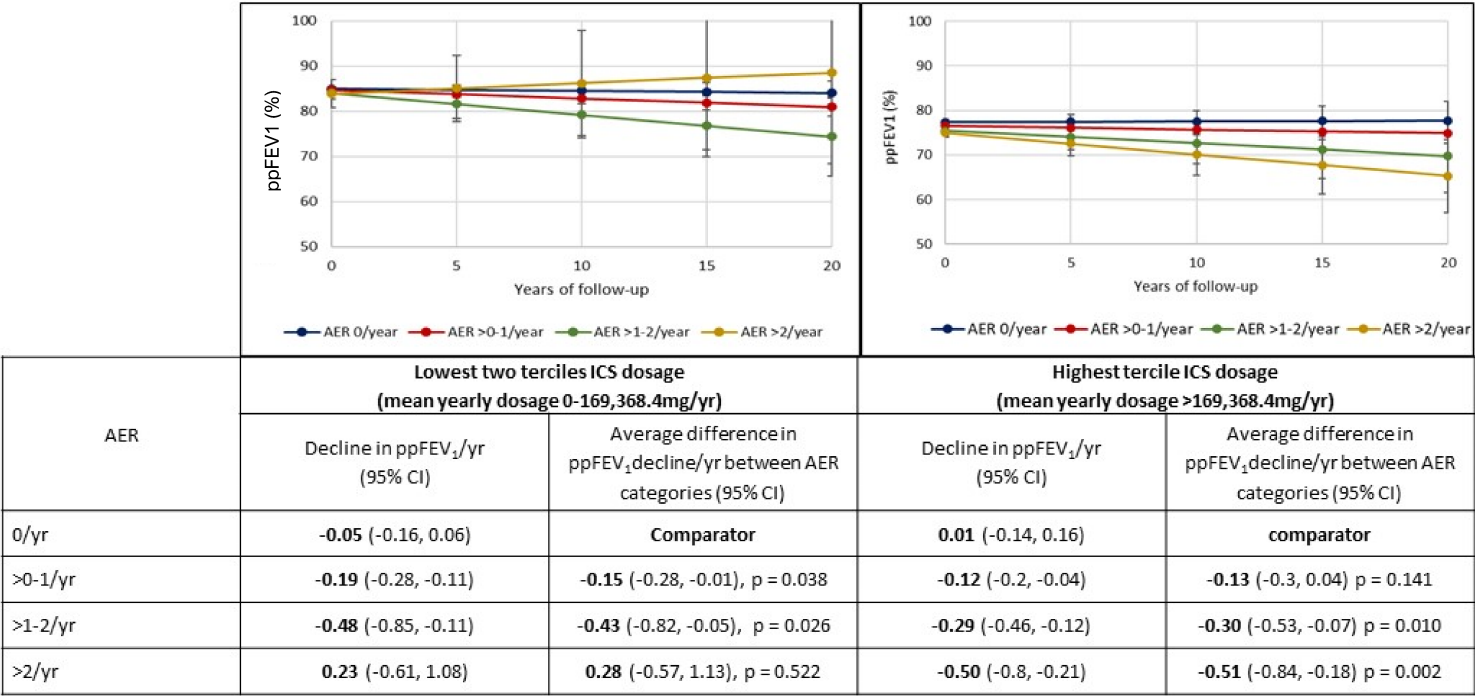 100
90
80
70
60
50
ppFEV1 (%)
0 5 10 15 20
Years of follow-up
AER 0/year AER >0-1/year AER >1-2/year AER >2/year
100
90
80
70
60
50
ppFEV1 (%)
0 5 10 15 20
Years of follow-up
AER 0/year AER >0-1/year AER >1-2/year AER >2/year
AER
Lowest two terciles ICS dosage
(mean yearly dosage 0-169,368.4mg/yr)
Highest tercile ICS dosage
(mean yearly dosage >169,368.4mg/yr)
Decline in ppFEV₁/yr
(95% CI)
Average difference in
ppFEV₁decline/yr between AER
categories (95% CI)
Decline in ppFEV₁/yr
(95% CI)
Average difference in
ppFEV₁decline/yr between AER
categories (95% CI)
0/yr -0.05 (-0.16, 0.06) Comparator 0.01 (-0.14, 0.16) comparator
>0-1/yr -0.19 (-0.28, -0.11) -0.15 (-0.28, -0.01), p = 0.038 -0.12 (-0.2, -0.04) -0.13 (-0.3, 0.04) p = 0.141
>1-2/yr -0.48 (-0.85, -0.11) -0.43 (-0.82, -0.05), p = 0.026 -0.29 (-0.46, -0.12) -0.30 (-0.53, -0.07) p = 0.010
>2/yr 0.23 (-0.61, 1.08) 0.28 (-0.57, 1.13), p = 0.522 -0.50 (-0.8, -0.21) -0.51 (-0.84, -0.18) p = 0.002